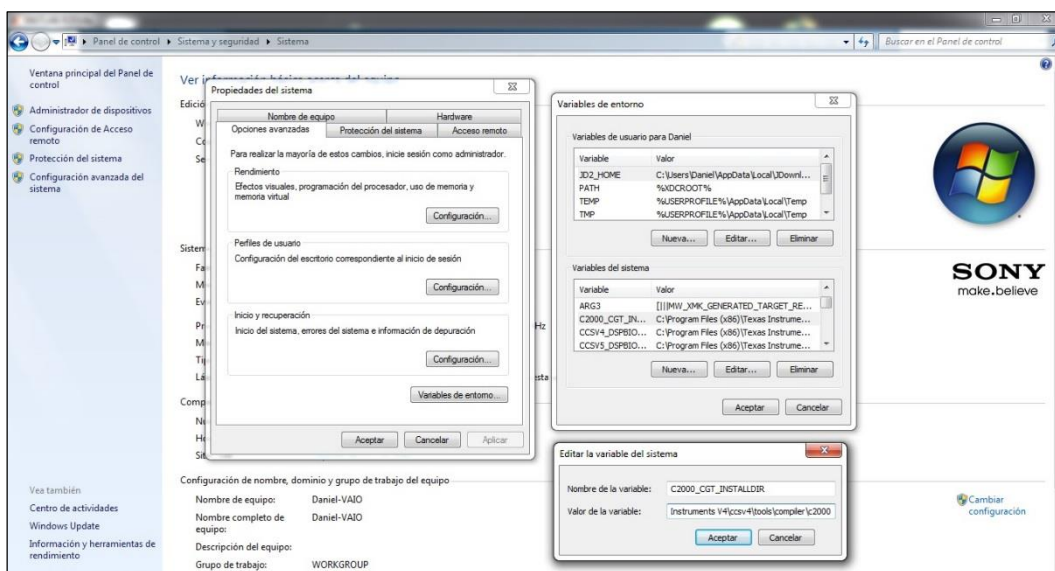 Panel de control ▸ Sistema y seguridad ▸ Sistema
Buscar en el Panel de control
Ventana principal del Panel de
control
Administrador de dispositivos
Configuración de Acceso
remoto
Protección del sistema
Configuración avanzada del
sistema
Vea también
Centro de actividades
Windows Update
Información y herramientas de
rendimiento
Propiedades del sistema
Nombre de equipo
Hardware
Opciones avanzadas
Protección del sistema
Acceso remoto
Para realizar la mayoría de estos cambios, inicie sesión como administrador.
Rendimiento
Efectos visuales, programación del procesador, uso de memoria y
memoria virtual
Configuración...
Perfiles de usuario
Configuración del escritorio correspondiente al inicio de sesión
Configuración...
Inicio y recuperación
Inicio del sistema, errores del sistema e información de depuración
Configuración...
Variables de entorno...
Aceptar
Cancelar
Aplicar
Variables de entorno
Variables de usuario para Daniel
Variable Valor
JD2_HOME C:\Users\Daniel\AppData\Local\JDownl...
PATH %XDCROOT%
TEMP %USERPROFILE%\AppData\Local\Temp
TMP %USERPROFILE%\AppData\Local\Temp
Nueva... Editar... Eliminar
Variables del sistema
Variable Valor
ARG3 [|||MW_XMK_GENERATED_TARGET_RE...
C2000_CGT_IN... C:\Program Files (x86)\Texas Instrume...
CCSV4_DSPBIO... C:\Program Files (x86)\Texas Instrume...
CCSV5_DSPBIO... C:\Program Files (x86)\Texas Instrume...
Nueva... Editar... Eliminar
Aceptar Cancelar
Editar la variable del sistema
Nombre de la variable: C2000_CGT_INSTALLDIR
Valor de la variable: Instruments V4\ccsv4\tools\compiler\c2000
Aceptar Cancelar
SONY
make.believe
Configuración de nombre, dominio y grupo de trabajo del equipo
Nombre de equipo: Daniel-VAIO
Nombre completo de Daniel-VAIO
equipo:
Descripción del equipo:
Grupo de trabajo: WORKGROUP
Cambiar
configuración